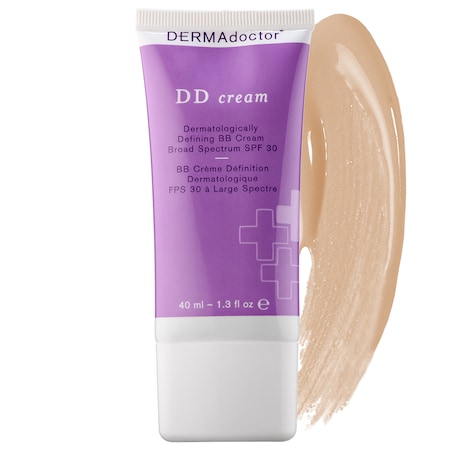 DERMAdoctor®
DD cream
Dermatologically
Defining BB Cream
Broad Spectrum SPF 30
BB Crème Définition
Dermatologique
FPS 30 à Large Spectre
40 ml – 1.3 fl oz ℮